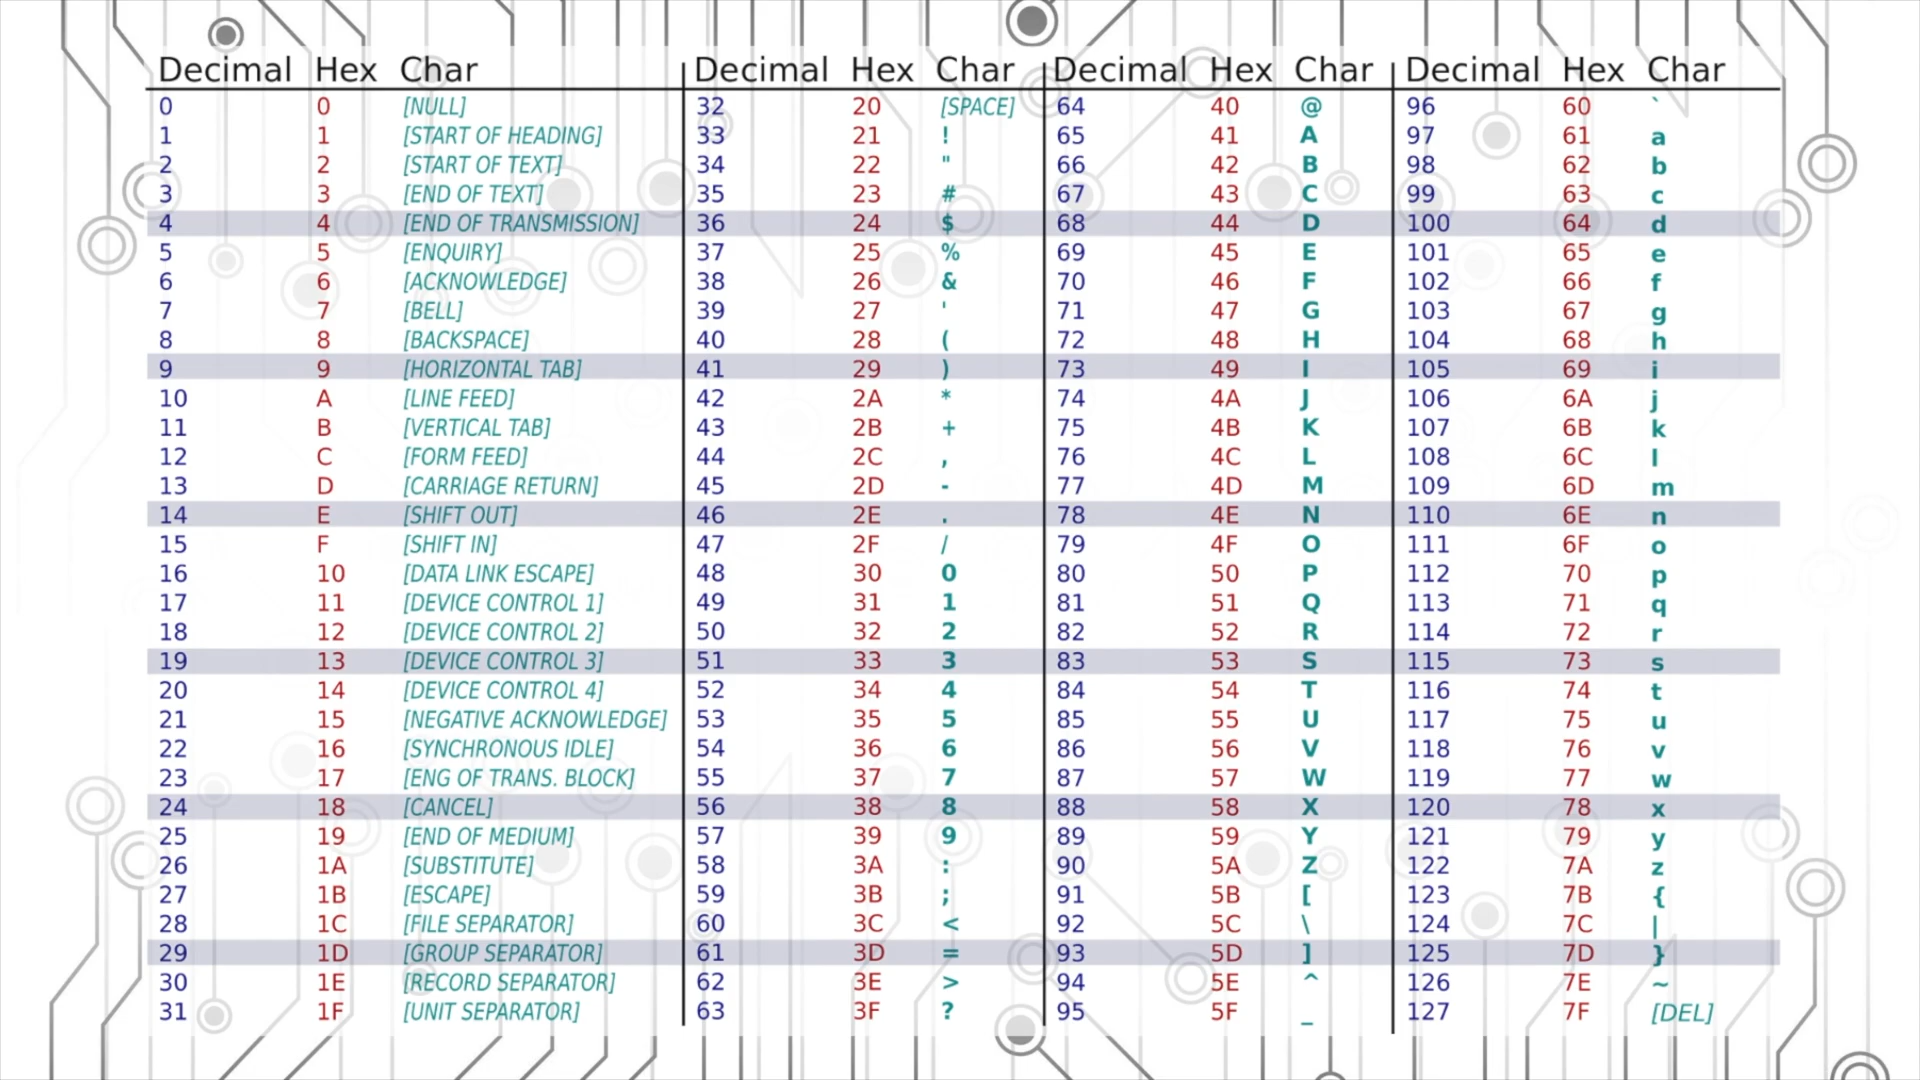 Decimal Hex Char Decimal Hex Char Decimal Hex Char Decimal Hex Char
0 0 [NULL] 32 20 [SPACE] 64 40 @ 96 60 `
1 1 [START OF HEADING] 33 21 ! 65 41 A 97 61 a
2 2 [START OF TEXT] 34 22 " 66 42 B 98 62 b
3 3 [END OF TEXT] 35 23 # 67 43 C 99 63 c
4 4 [END OF TRANSMISSION] 36 24 $ 68 44 D 100 64 d
5 5 [ENQUIRY] 37 25 % 69 45 E 101 65 e
6 6 [ACKNOWLEDGE] 38 26 & 70 46 F 102 66 f
7 7 [BELL] 39 27 ' 71 47 G 103 67 g
8 8 [BACKSPACE] 40 28 ( 72 48 H 104 68 h
9 9 [HORIZONTAL TAB] 41 29 ) 73 49 I 105 69 i
10 A [LINE FEED] 42 2A * 74 4A J 106 6A j
11 B [VERTICAL TAB] 43 2B + 75 4B K 107 6B k
12 C [FORM FEED] 44 2C , 76 4C L 108 6C l
13 D [CARRIAGE RETURN] 45 2D - 77 4D M 109 6D m
14 E [SHIFT OUT] 46 2E . 78 4E N 110 6E n
15 F [SHIFT IN] 47 2F / 79 4F O 111 6F o
16 10 [DATA LINK ESCAPE] 48 30 0 80 50 P 112 70 p
17 11 [DEVICE CONTROL 1] 49 31 1 81 51 Q 113 71 q
18 12 [DEVICE CONTROL 2] 50 32 2 82 52 R 114 72 r
19 13 [DEVICE CONTROL 3] 51 33 3 83 53 S 115 73 s
20 14 [DEVICE CONTROL 4] 52 34 4 84 54 T 116 74 t
21 15 [NEGATIVE ACKNOWLEDGE] 53 35 5 85 55 U 117 75 u
22 16 [SYNCHRONOUS IDLE] 54 36 6 86 56 V 118 76 v
23 17 [ENG OF TRANS. BLOCK] 55 37 7 87 57 W 119 77 w
24 18 [CANCEL] 56 38 8 88 58 X 120 78 x
25 19 [END OF MEDIUM] 57 39 9 89 59 Y 121 79 y
26 1A [SUBSTITUTE] 58 3A : 90 5A Z 122 7A z
27 1B [ESCAPE] 59 3B ; 91 5B [ 123 7B {
28 1C [FILE SEPARATOR] 60 3C < 92 5C \ 124 7C |
29 1D [GROUP SEPARATOR] 61 3D = 93 5D ] 125 7D }
30 1E [RECORD SEPARATOR] 62 3E > 94 5E ^ 126 7E ~
31 1F [UNIT SEPARATOR] 63 3F ? 95 5F _ 127 7F [DEL]